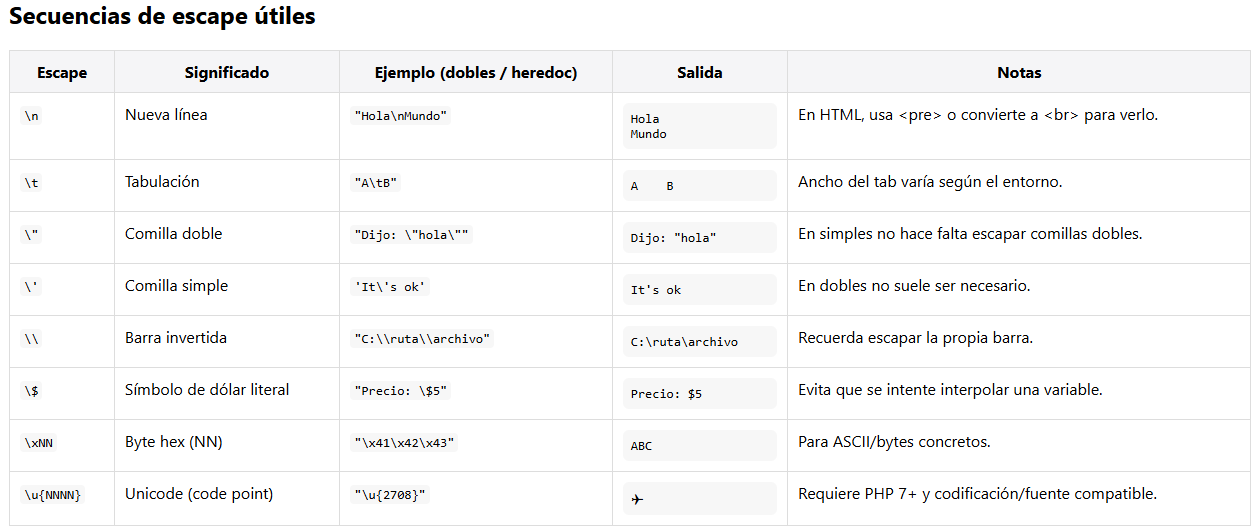 Secuencias de escape útiles
Escape Significado Ejemplo (dobles / heredoc) Salida Notas
\n Nueva línea "Hola\nMundo" Hola En HTML, usa <pre> o convierte a <br> para verlo.
Mundo
\t Tabulación "A\tB" A    B Ancho del tab varía según el entorno.
\" Comilla doble "Dijo: \"hola\"" Dijo: "hola" En simples no hace falta escapar comillas dobles.
\' Comilla simple 'It\'s ok' It's ok En dobles no suele ser necesario.
\\ Barra invertida "C:\\ruta\\archivo" C:\ruta\archivo Recuerda escapar la propia barra.
\$ Símbolo de dólar literal "Precio: \$5" Precio: $5 Evita que se intente interpolar una variable.
\xNN Byte hex (NN) "\x41\x42\x43" ABC Para ASCII/bytes concretos.
\u{NNNN} Unicode (code point) "\u{2708}" ✈ Requiere PHP 7+ y codificación/fuente compatible.